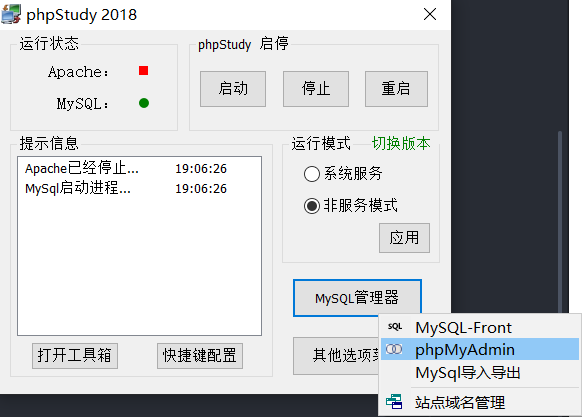 phpStudy 2018
运行状态
Apache:
MySQL:
phpStudy 启停
启动
停止
重启
提示信息
Apache已经停止... 19:06:26
MySql启动进程... 19:06:26
运行模式 切换版本
系统服务
非服务模式
应用
MySQL管理器
其他选项
打开工具箱
快捷键配置
SQL MySQL-Front
phpMyAdmin
MySql导入导出
站点域名管理